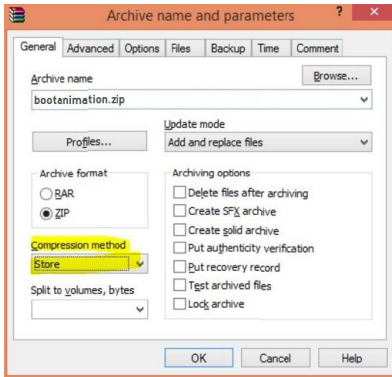 Archive name and parameters ?
General Advanced Options Files Backup Time Comment
Archive name
Browse...
bootanimation.zip
Profiles...
Update mode
Add and replace files
Archive format
RAR
ZIP
Compression method
Store
Split to volumes, bytes
Archiving options
Delete files after archiving
Create SFX archive
Create solid archive
Put authenticity verification
Put recovery record
Test archived files
Lock archive
OK Cancel Help